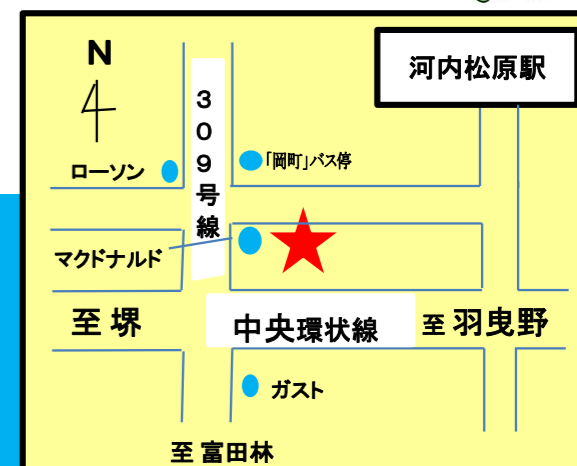 N
河内松原駅
309号線
ローソン
「岡町」バス停
マクドナルド
至 堺
中央環状線
至 羽曳野
ガスト
至 富田林